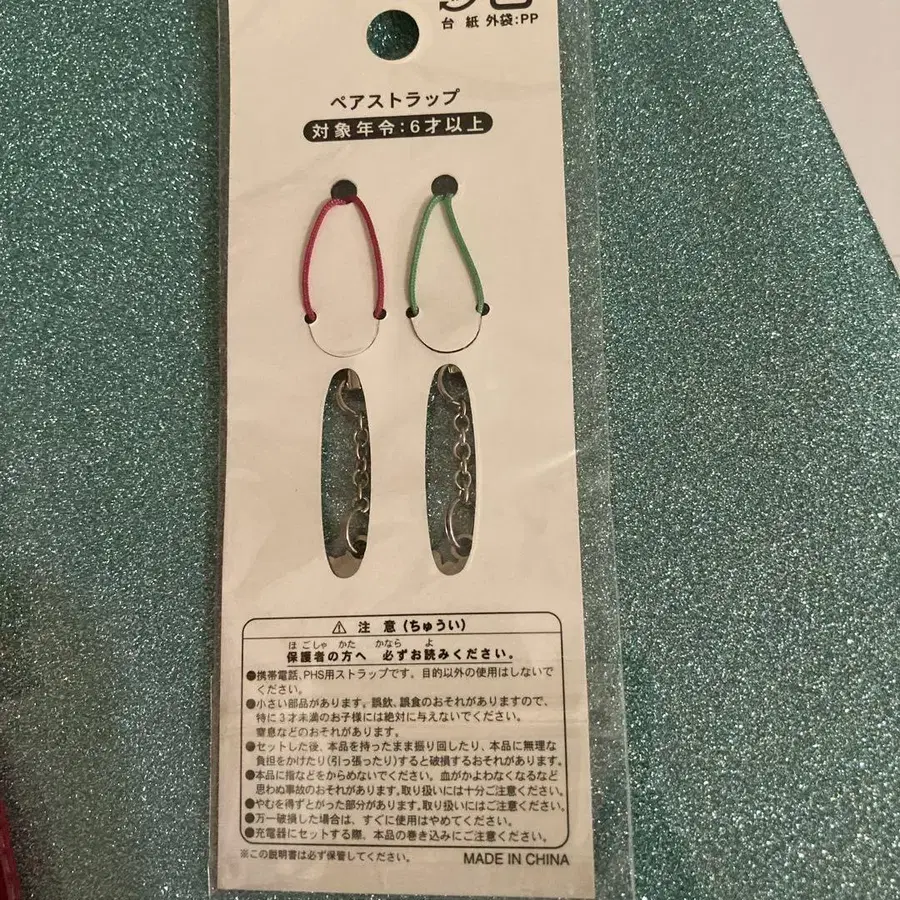 台 紙 外袋:PP
ペアストラップ
対象年令:6才以上
⚠ 注 意(ちゅうい)
ほごしゃ かた かなら よ
保護者の方へ 必ずお読みください。
●携帯電話、PHS用ストラップです。目的以外の使用はしないで
ください。
●小さい部品があります。誤飲、誤食のおそれがありますので、
特に3才未満のお子様には絶対に与えないでください。
窒息などのおそれがあります。
●セットした後、本品を持ったまま振り回したり、本品に無理な
負担をかけたり(引っ張ったり)すると破損するおそれがあります。
●本品に指などをからめないでください。血がかよわなくなるなど
思わぬ事故のおそれがあります。取り扱いには十分ご注意ください。
●やむを得ずとがった部分があります。取り扱いにはご注意ください。
●万一破損した場合は、すぐに使用はやめてください。
●充電器にセットする際、本品の巻き込みにご注意ください。
※この説明書は必ず保管してください。 MADE IN CHINA